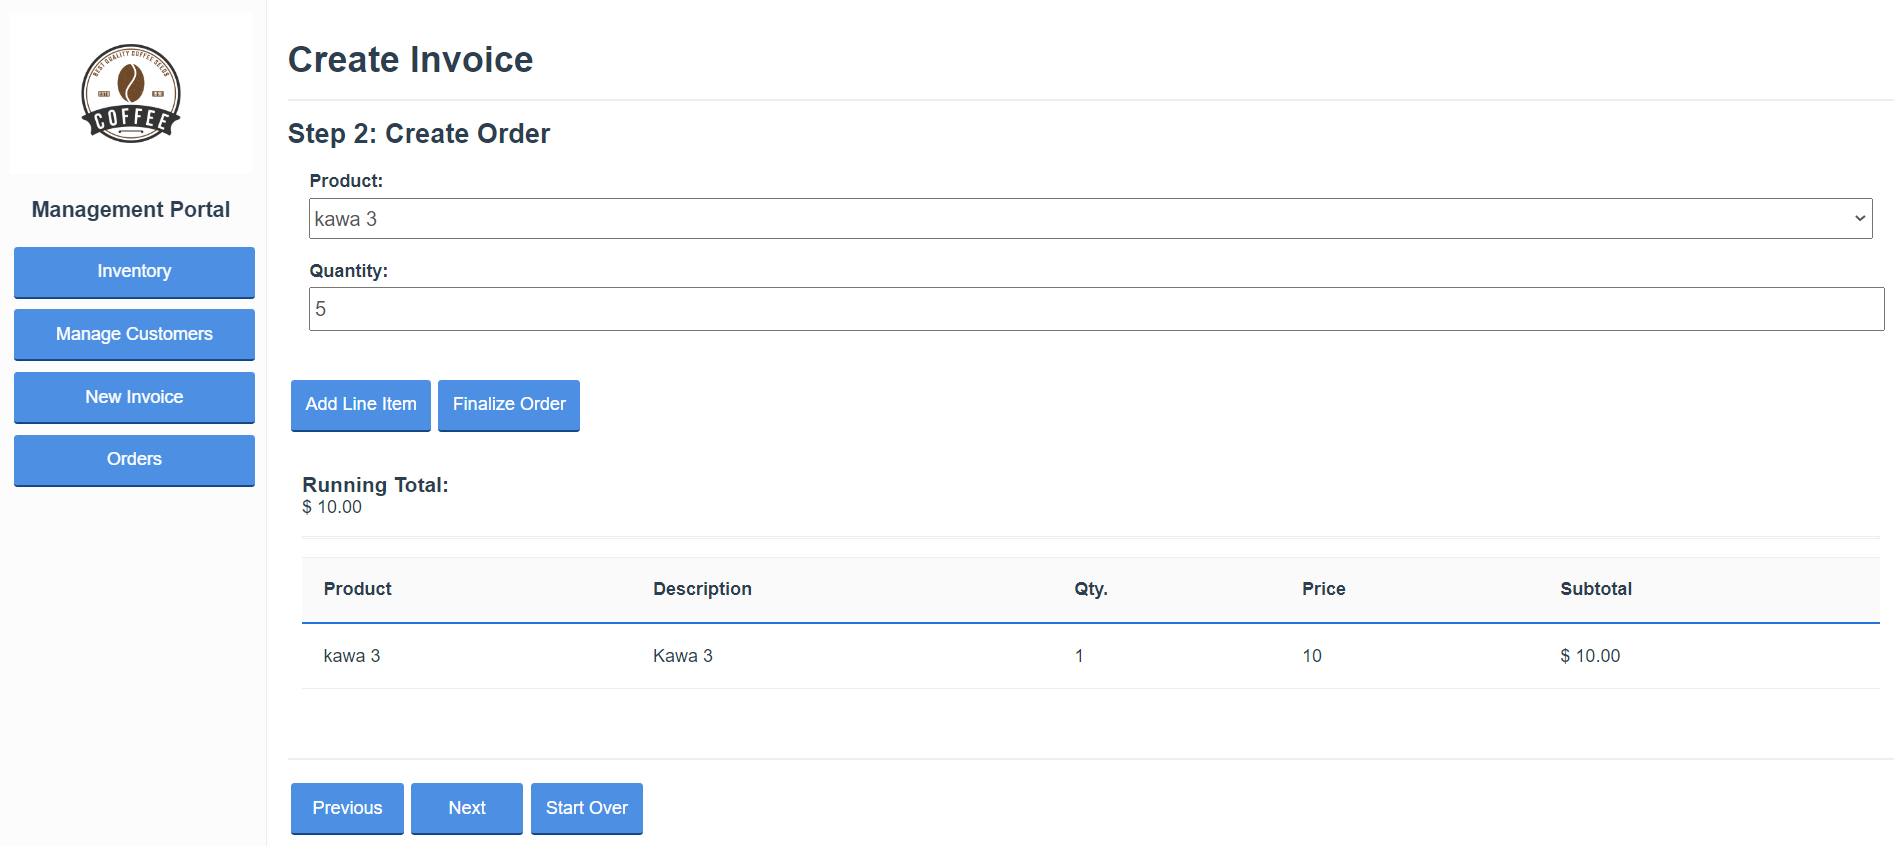 BEST QUALITY COFFEE SEEDS
COFFEE
Management Portal
Inventory
Manage Customers
New Invoice
Orders
Create Invoice
Step 2: Create Order
Product:
kawa 3
Quantity:
5
Add Line Item Finalize Order
Running Total:
$ 10.00
Product Description Qty. Price Subtotal
kawa 3 Kawa 3 1 10 $ 10.00
Previous Next Start Over